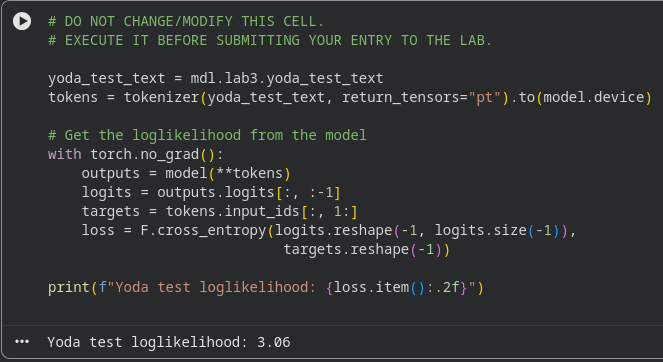 # DO NOT CHANGE/MODIFY THIS CELL.
# EXECUTE IT BEFORE SUBMITTING YOUR ENTRY TO THE LAB.

yoda_test_text = mdl.lab3.yoda_test_text
tokens = tokenizer(yoda_test_text, return_tensors="pt").to(model.device)

# Get the loglikelihood from the model
with torch.no_grad():
    outputs = model(**tokens)
    logits = outputs.logits[:, :-1]
    targets = tokens.input_ids[:, 1:]
    loss = F.cross_entropy(logits.reshape(-1, logits.size(-1)),
                            targets.reshape(-1))

print(f"Yoda test loglikelihood: {loss.item():.2f}")

Yoda test loglikelihood: 3.06